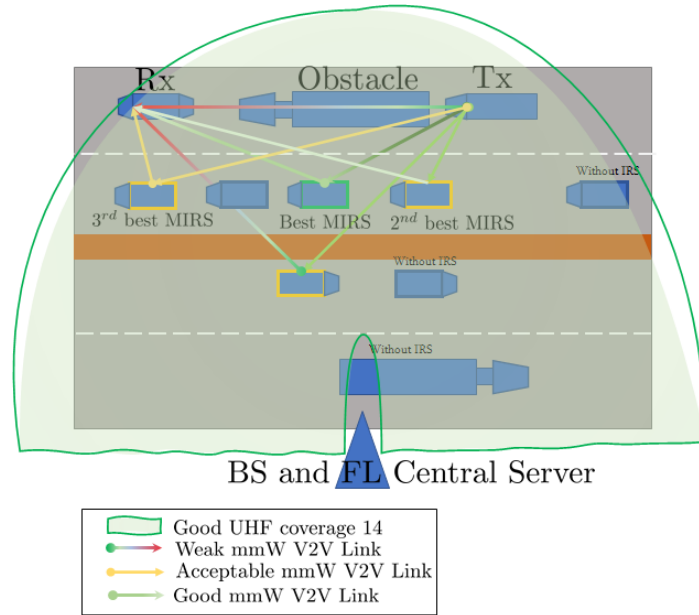 Rx Obstacle Tx
Without IRS
3rd best MIRS Best MIRS 2nd best MIRS
Without IRS
Without IRS
BS and FL Central Server
Good UHF coverage 14
Weak mmW V2V Link
Acceptable mmW V2V Link
Good mmW V2V Link